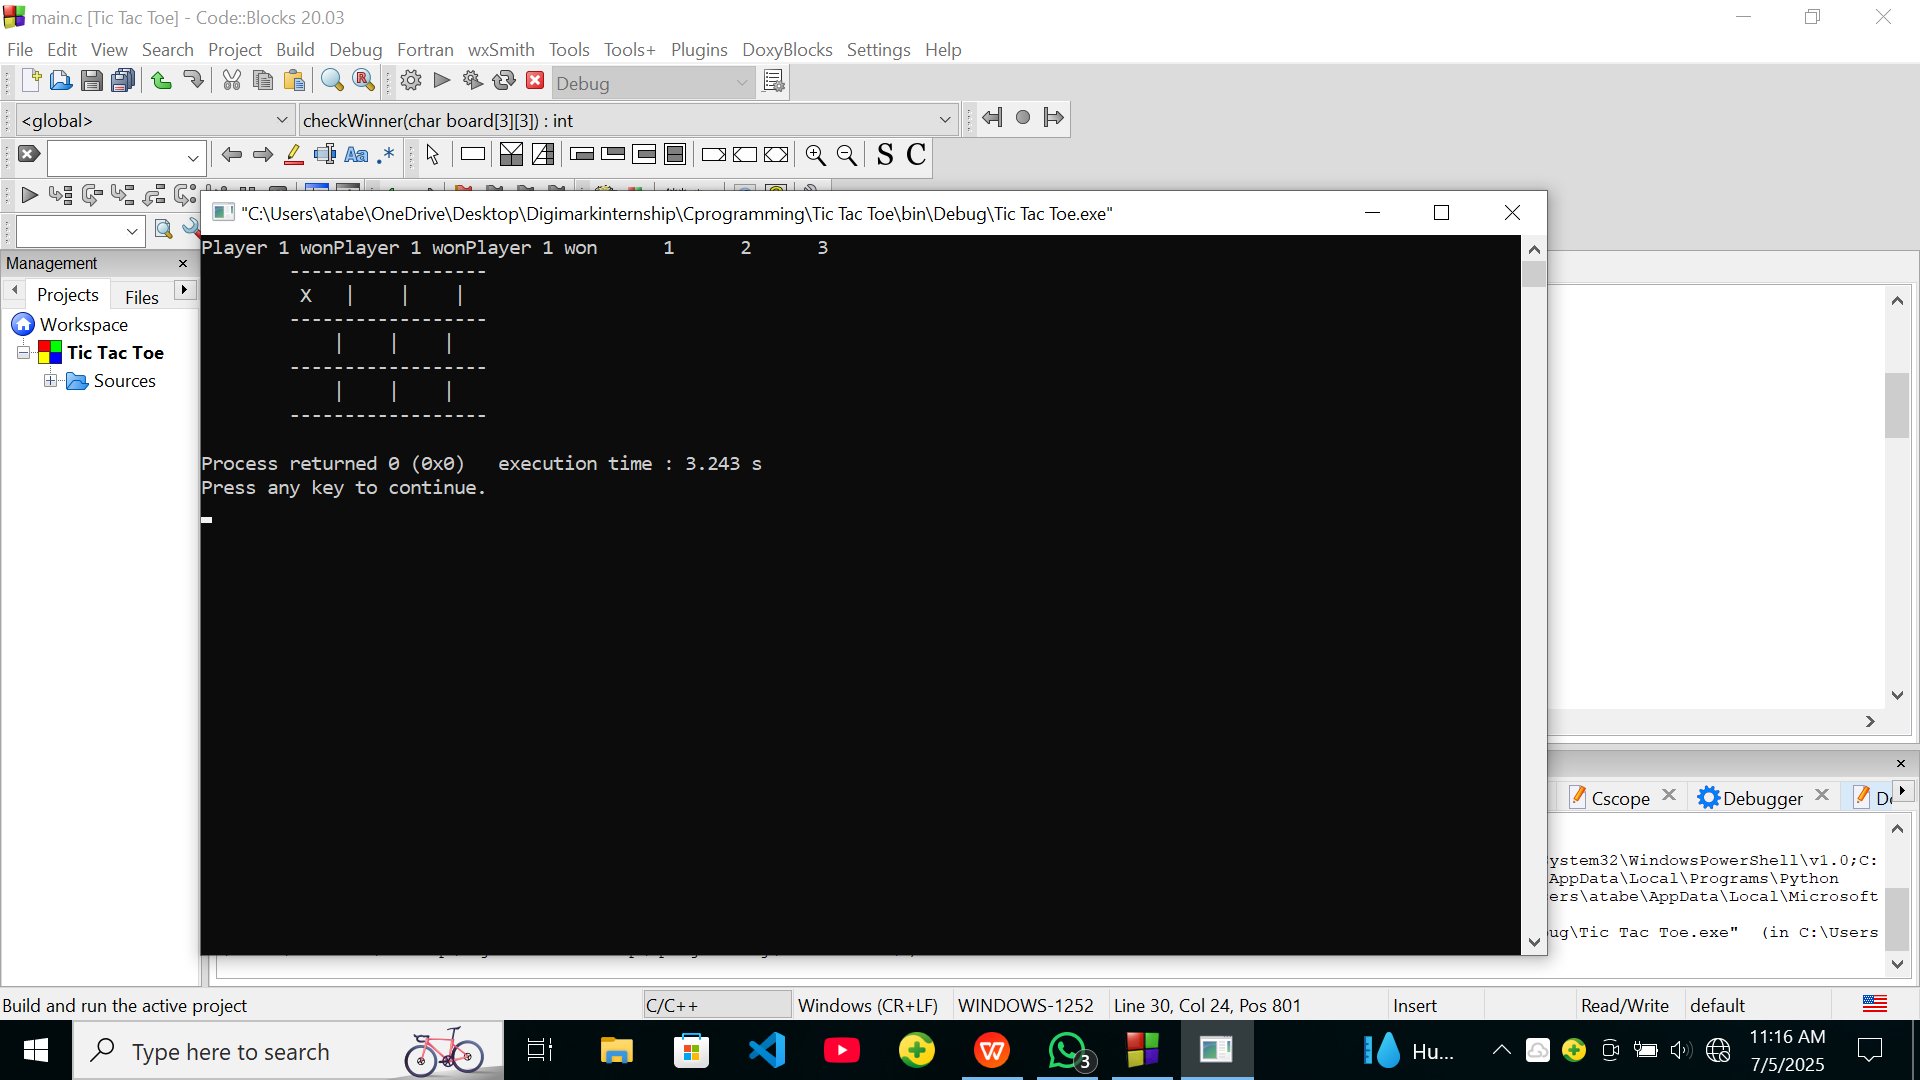 main.c [Tic Tac Toe] - Code::Blocks 20.03
File Edit View Search Project Build Debug Fortran wxSmith Tools Tools+ Plugins DoxyBlocks Settings Help
Debug
<global> checkWinner(char board[3][3]) : int
Aa .* S C
"C:\Users\atabe\OneDrive\Desktop\Digimarkinternship\Cprogramming\Tic Tac Toe\bin\Debug\Tic Tac Toe.exe"
Management
Projects Files
Workspace
Tic Tac Toe
Sources
Player 1 wonPlayer 1 wonPlayer 1 won      1      2      3
------------------
X   |    |    |
------------------
|    |    |
------------------
|    |    |
------------------
Process returned 0 (0x0)   execution time : 3.243 s
Press any key to continue.
Cscope Debugger
ystem32\WindowsPowerShell\v1.0;C:
AppData\Local\Programs\Python
ers\atabe\AppData\Local\Microsoft
ug\Tic Tac Toe.exe"  (in C:\Users
Build and run the active project C/C++ Windows (CR+LF) WINDOWS-1252 Line 30, Col 24, Pos 801 Insert Read/Write default
Type here to search 3 Hu... 11:16 AM
7/5/2025